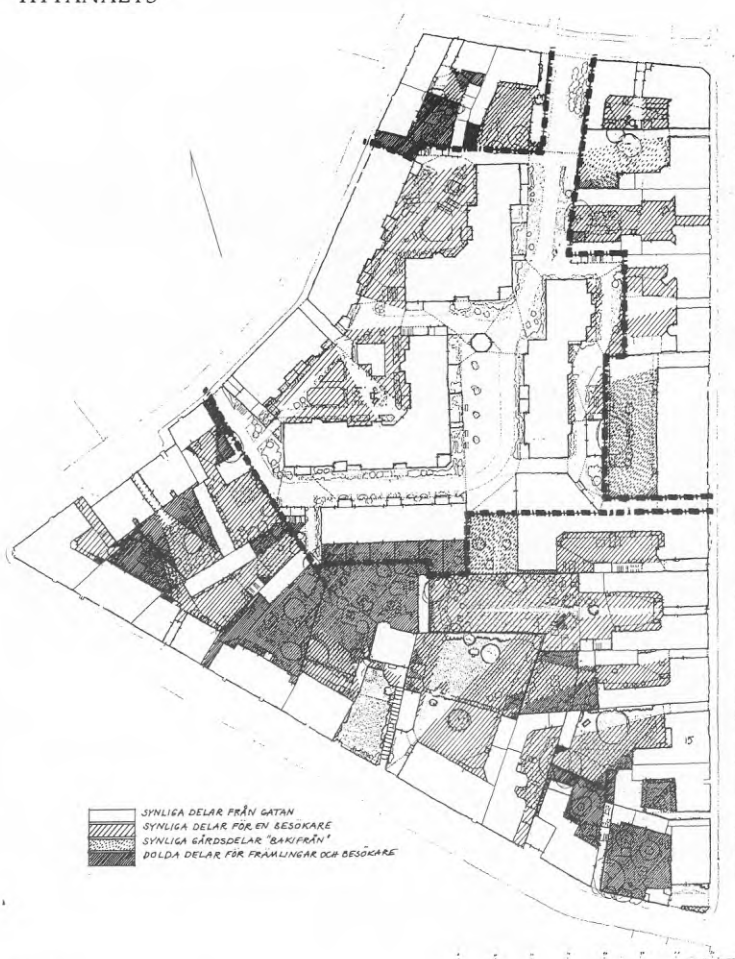 15
SYNLIGA DELAR FRÅN GATAN
SYNLIGA DELAR FÖR EN BESÖKARE
SYNLIGA GÅRDSDELAR "BAKIFRÅN"
DOLDA DELAR FÖR FRÄMLINGAR OCH BESÖKARE